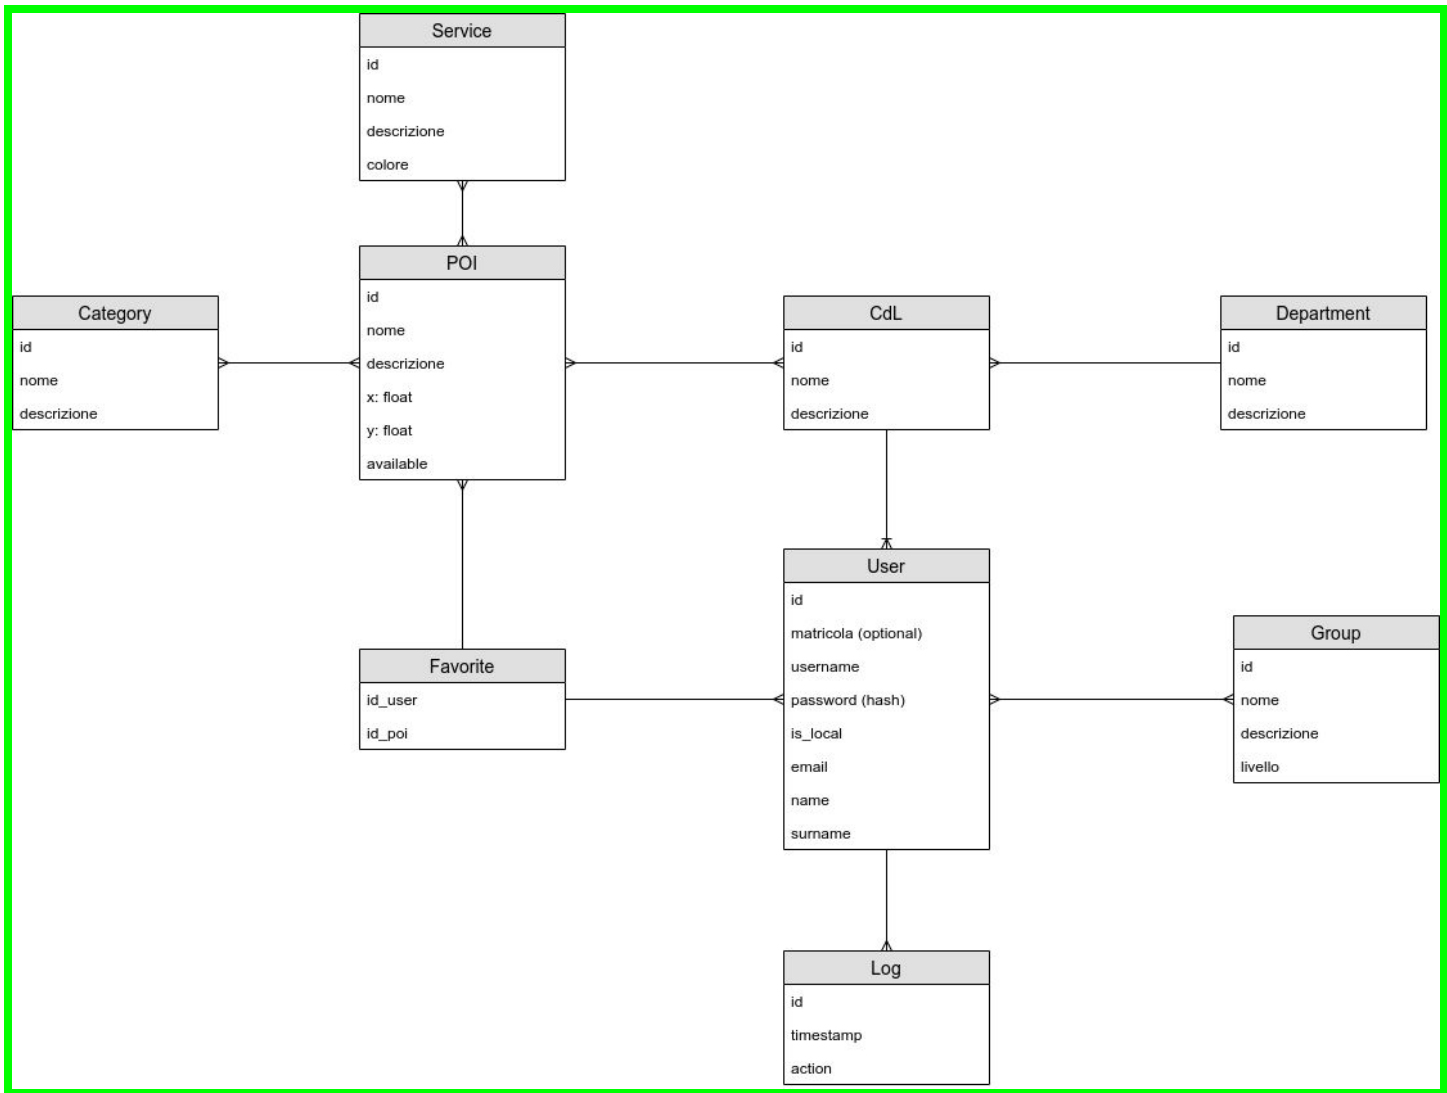 Service
id
nome
descrizione
colore
POI
id
nome
descrizione
x: float
y: float
available
Category
id
nome
descrizione
CdL
id
nome
descrizione
Department
id
nome
descrizione
User
id
matricola (optional)
username
password (hash)
is_local
email
name
surname
Group
id
nome
descrizione
livello
Favorite
id_user
id_poi
Log
id
timestamp
action